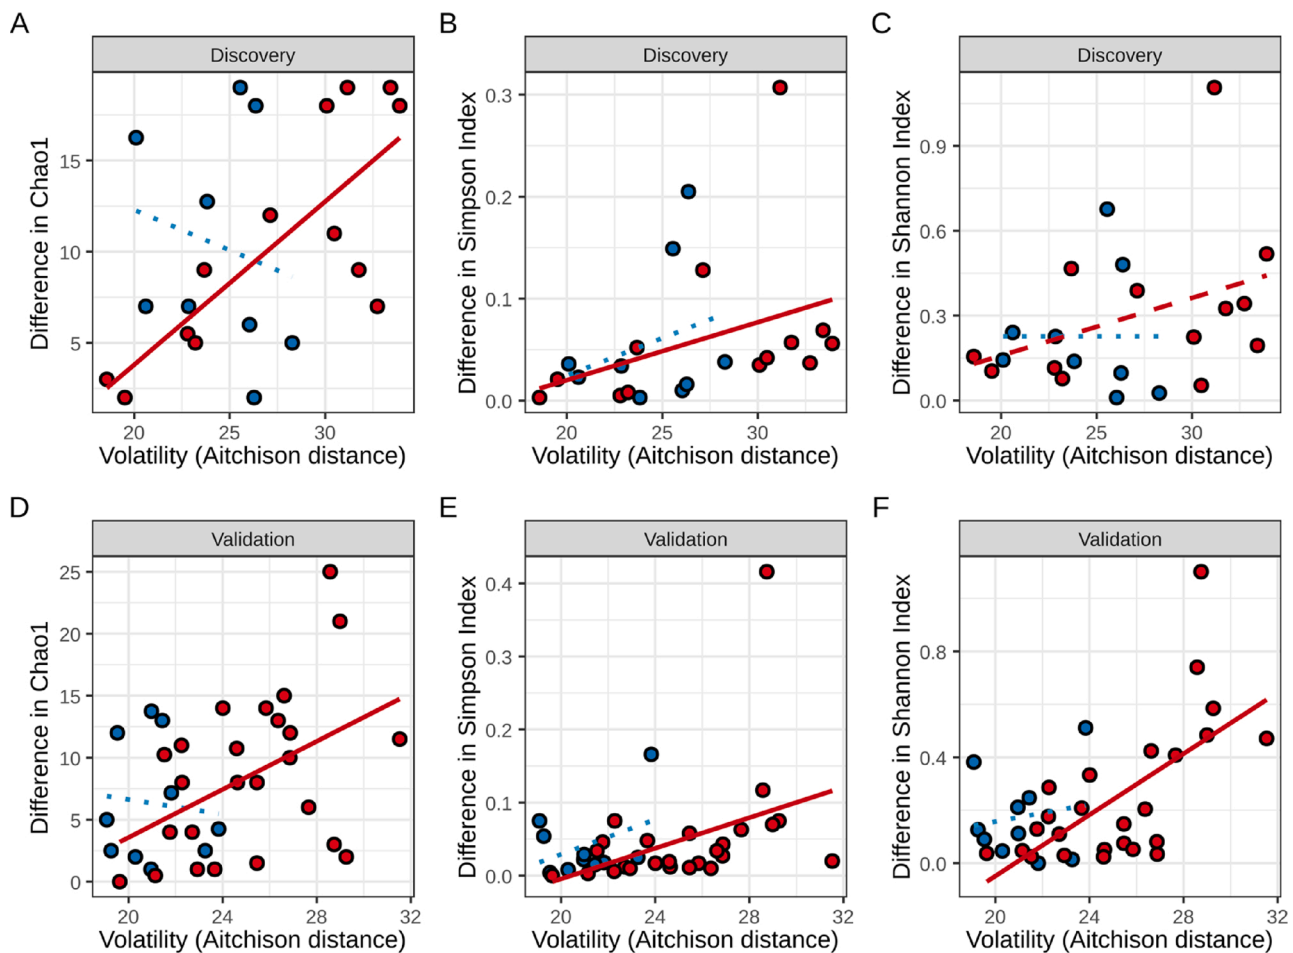 A
B
C
Discovery
Discovery
Discovery
Difference in Chao1
15
10
5
20
25
30
Volatility (Aitchison distance)
Difference in Simpson Index
0.3
0.2
0.1
0.0
20
25
30
Volatility (Aitchison distance)
Difference in Shannon Index
0.9
0.6
0.3
0.0
20
25
30
Volatility (Aitchison distance)
D
E
F
Validation
Validation
Validation
Difference in Chao1
25
20
15
10
5
0
20
24
28
32
Volatility (Aitchison distance)
Difference in Simpson Index
0.4
0.3
0.2
0.1
0.0
20
24
28
32
Volatility (Aitchison distance)
Difference in Shannon Index
0.8
0.4
0.0
20
24
28
32
Volatility (Aitchison distance)